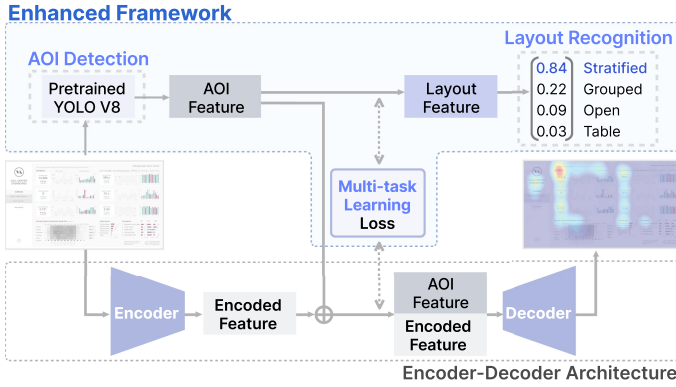 Enhanced Framework
AOI Detection
Pretrained
YOLO V8
AOI
Feature
Layout
Feature
Layout Recognition
0.84 Stratified
0.22 Grouped
0.09 Open
0.03 Table
Multi-task
Learning
Loss
Encoder
Encoded
Feature
AOI
Feature
Encoded
Feature
Decoder
Encoder-Decoder Architecture